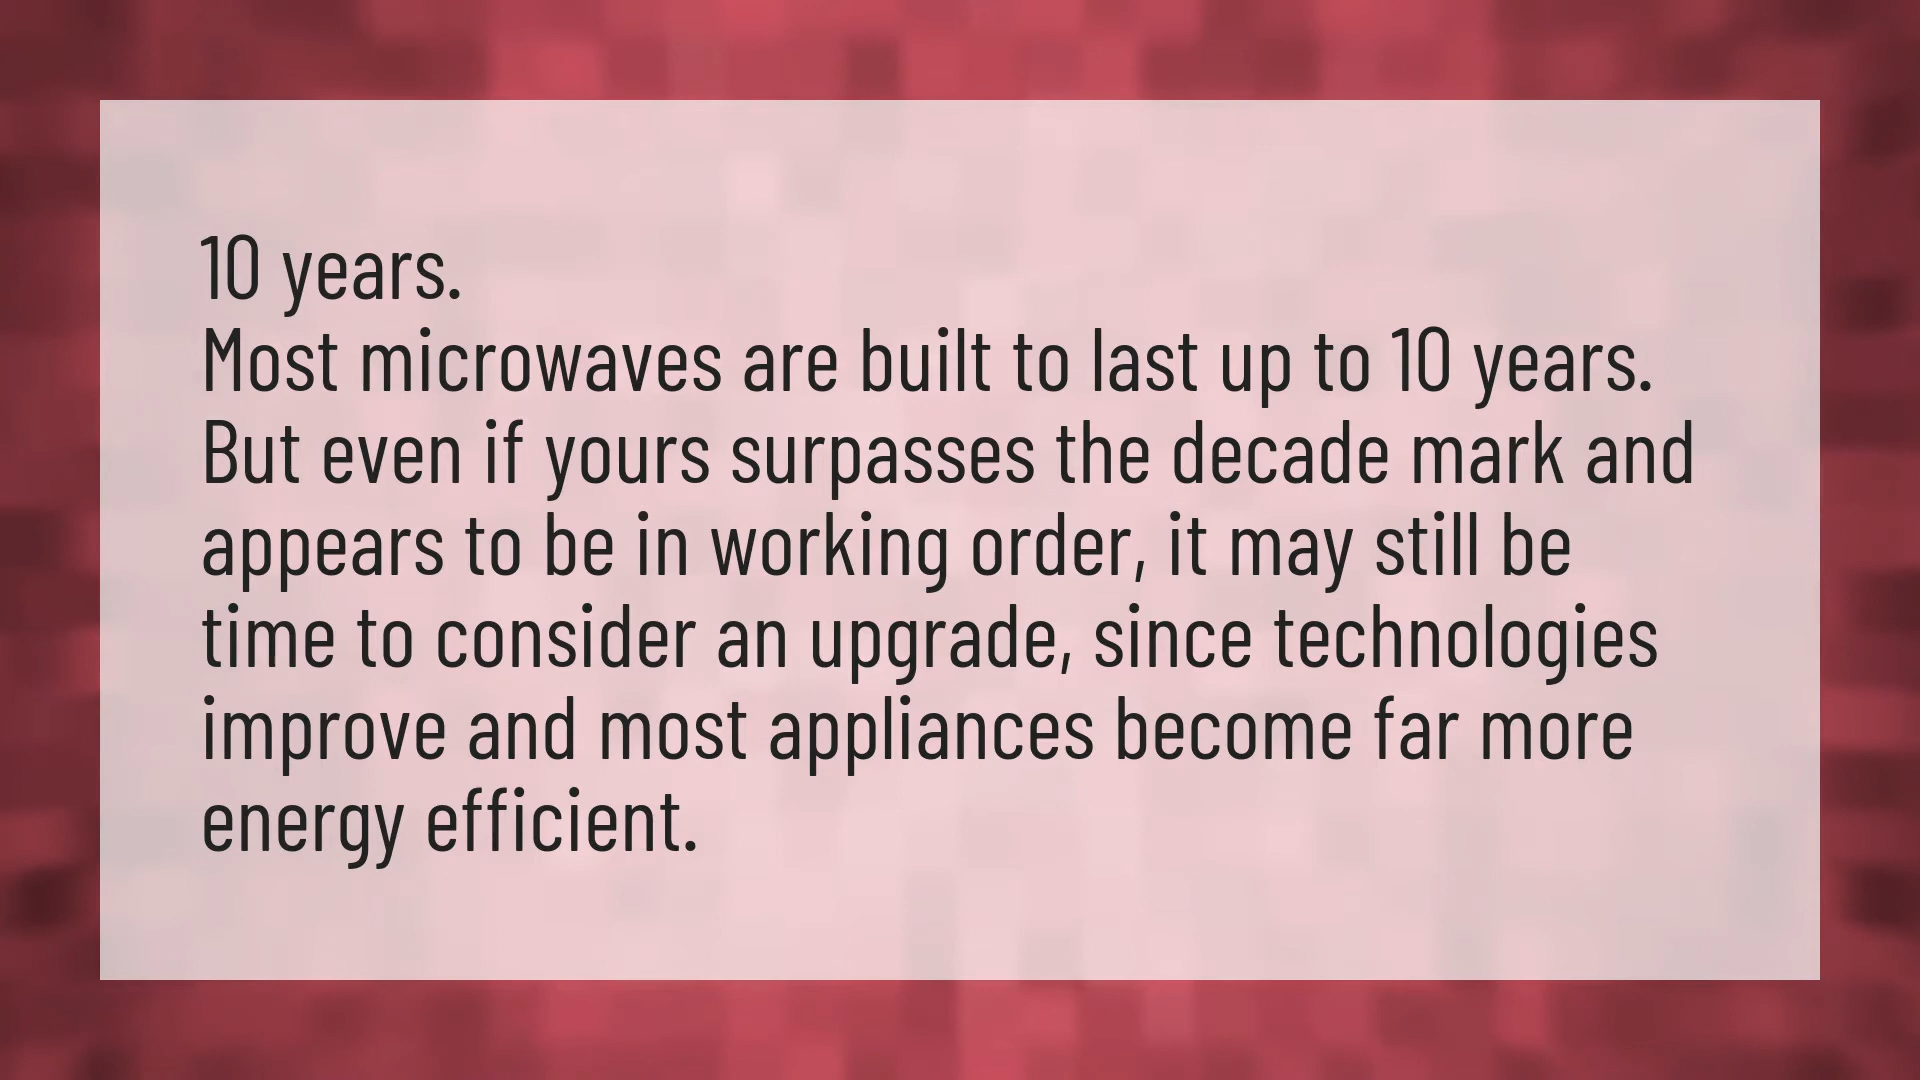 10 years.
Most microwaves are built to last up to 10 years.
But even if yours surpasses the decade mark and
appears to be in working order, it may still be
time to consider an upgrade, since technologies
improve and most appliances become far more
energy efficient.